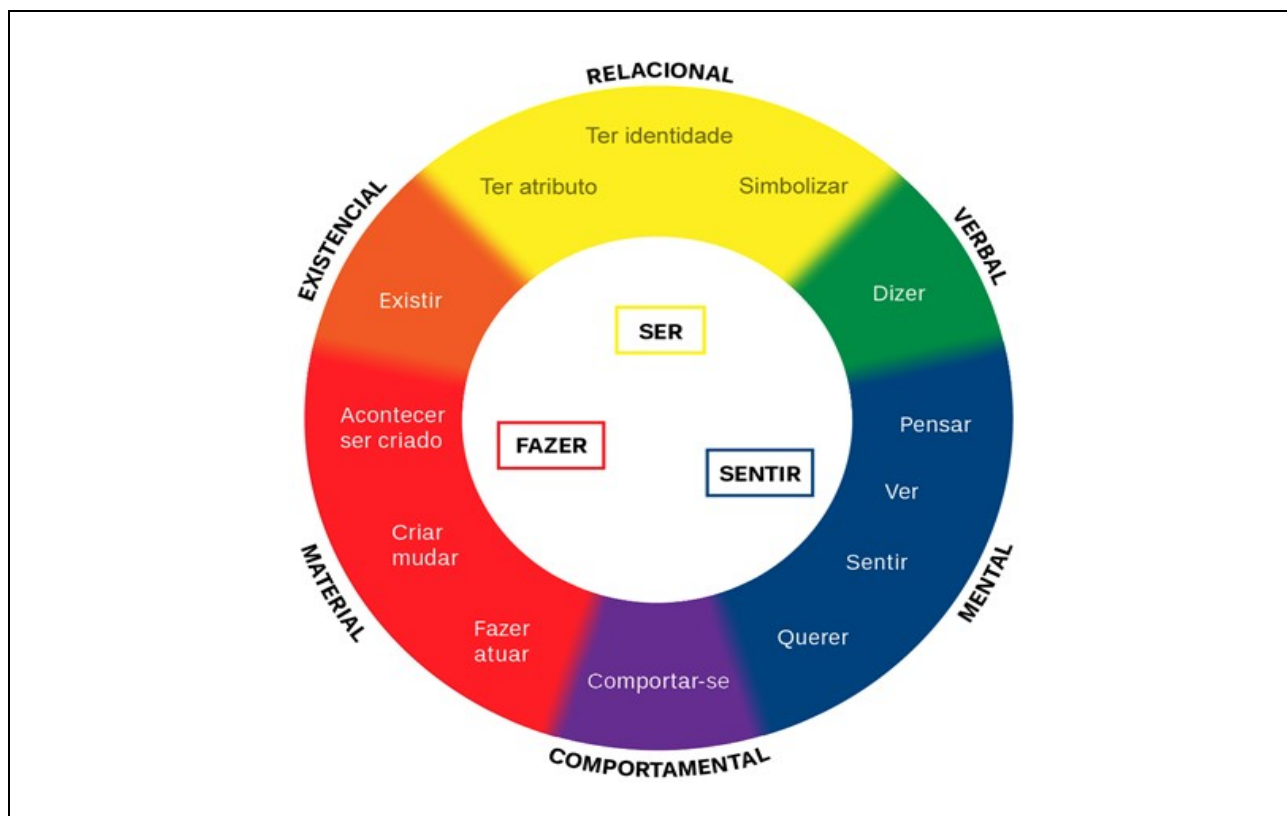 RELACIONAL
Ter identidade
Ter atributo
Simbolizar
EXISTENCIAL
VERBAL
Existir
Dizer
SER
Acontecer
ser criado
Pensar
FAZER
SENTIR
Ver
Criar
mudar
Sentir
MATERIAL
MENTAL
Fazer
atuar
Querer
Comportar-se
COMPORTAMENTAL